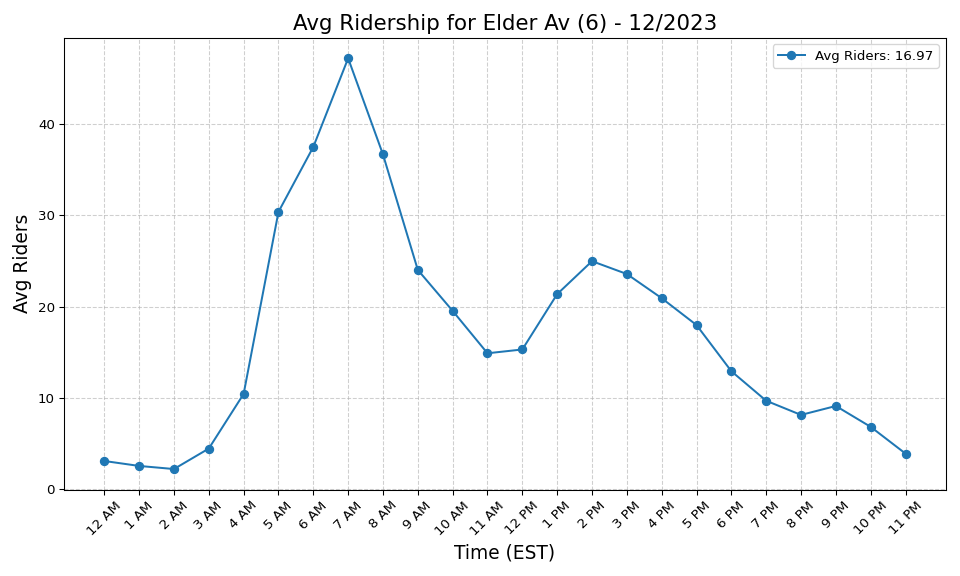 Avg Ridership for Elder Av (6) - 12/2023
Avg Riders: 16.97
Avg Riders
40
30
20
10
0
12 AM 1 AM 2 AM 3 AM 4 AM 5 AM 6 AM 7 AM 8 AM 9 AM 10 AM 11 AM 12 PM 1 PM 2 PM 3 PM 4 PM 5 PM 6 PM 7 PM 8 PM 9 PM 10 PM 11 PM
Time (EST)